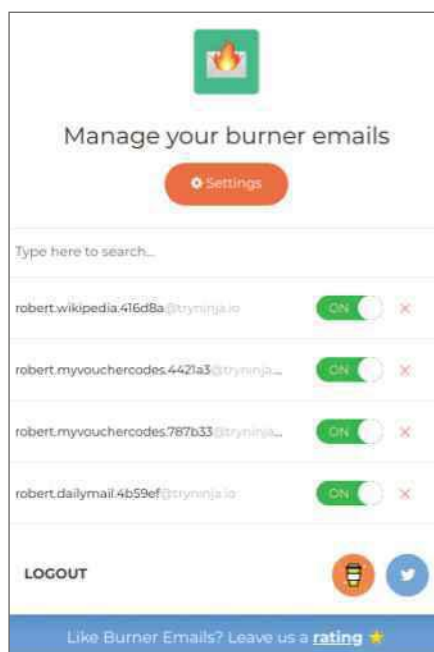 Manage your burner emails
Settings
Type here to search...
robert.wikipedia.416d8a@tryninja.io
ON
robert.myvouchercodes.4421a3@tryninja...
ON
robert.myvouchercodes.787b33@tryninja...
ON
robert.dailymail.4b59ef@tryninja.io
ON
LOGOUT
Like Burner Emails? Leave us a rating